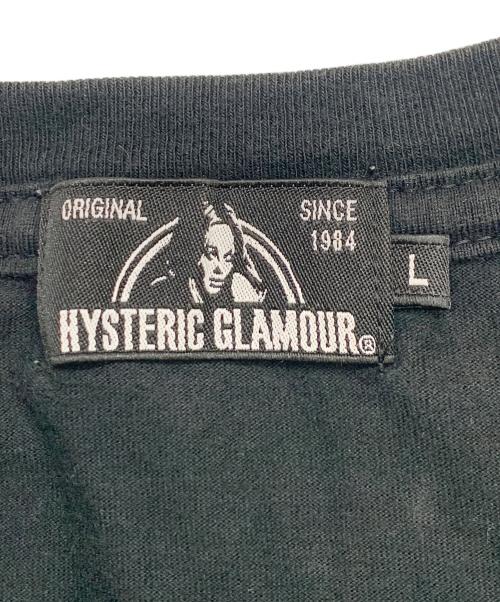 ORIGINAL SINCE
1984
HYSTERIC GLAMOUR®
L